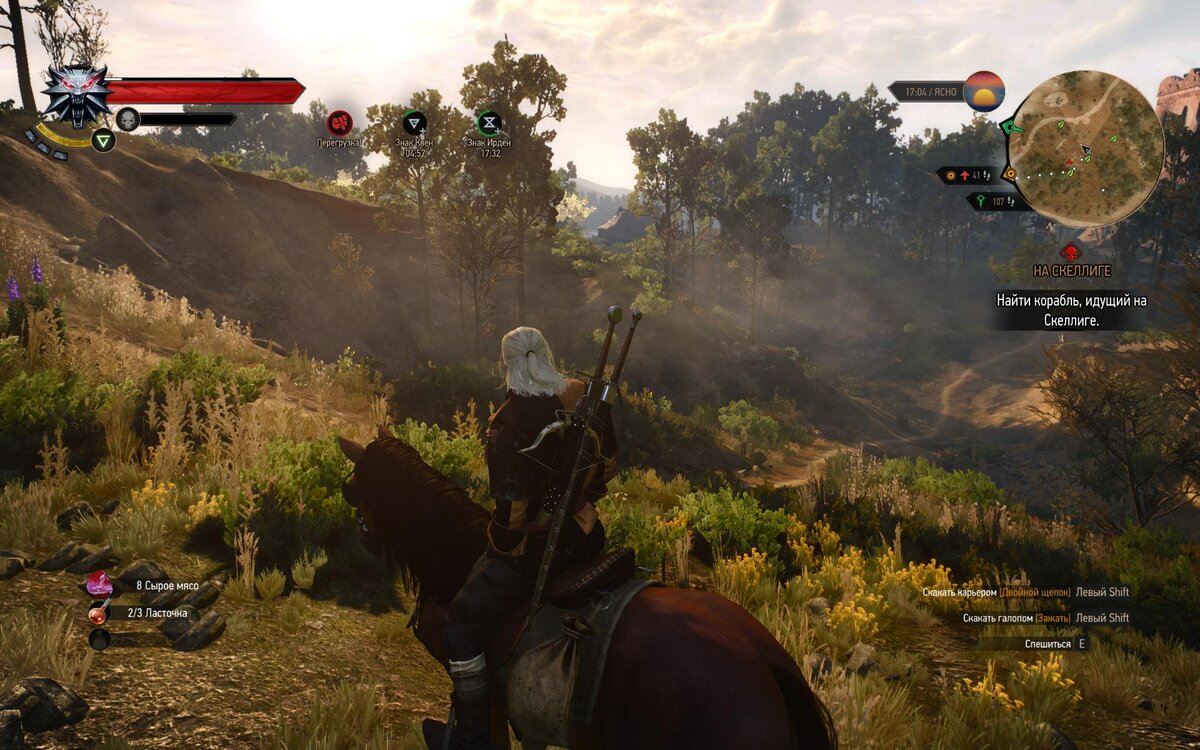 17:04 / ЯСНО
Перегрузка
Знак Квен
04:57
Знак Ирден
17:32
41
107
НА СКЕЛЛИГЕ
Найти корабль, идущий на
Скеллиге.
8 Сырое мясо
2/3 Ласточка
Скакать карьером [Двойной щелок] Левый Shift
Скакать галопом [Зажать] Левый Shift
Спешиться E